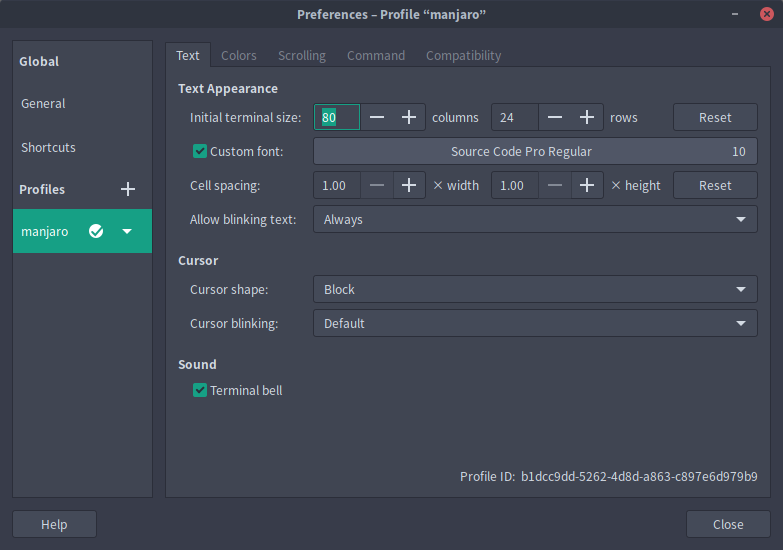 Preferences – Profile “manjaro”
Global
General
Shortcuts
Profiles
manjaro
Text Colors Scrolling Command Compatibility
Text Appearance
Initial terminal size: 80 columns 24 rows Reset
Custom font: Source Code Pro Regular 10
Cell spacing: 1.00 × width 1.00 × height Reset
Allow blinking text: Always
Cursor
Cursor shape: Block
Cursor blinking: Default
Sound
Terminal bell
Profile ID: b1dcc9dd-5262-4d8d-a863-c897e6d979b9
Help Close